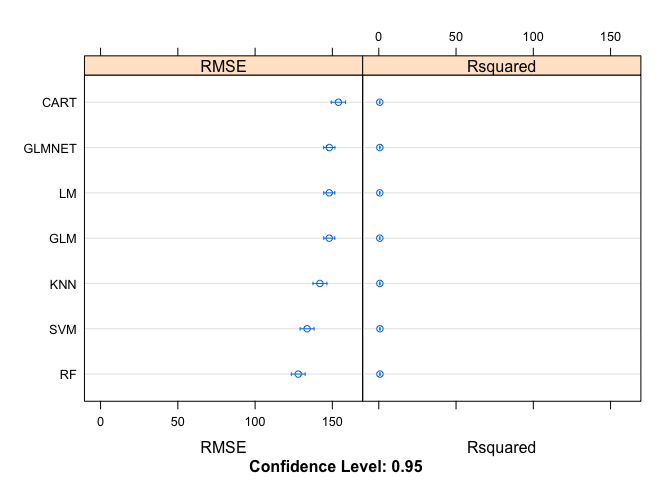 0 50 100 150
RMSE Rsquared
CART
GLMNET
LM
GLM
KNN
SVM
RF
0 50 100 150
RMSE Rsquared
Confidence Level: 0.95